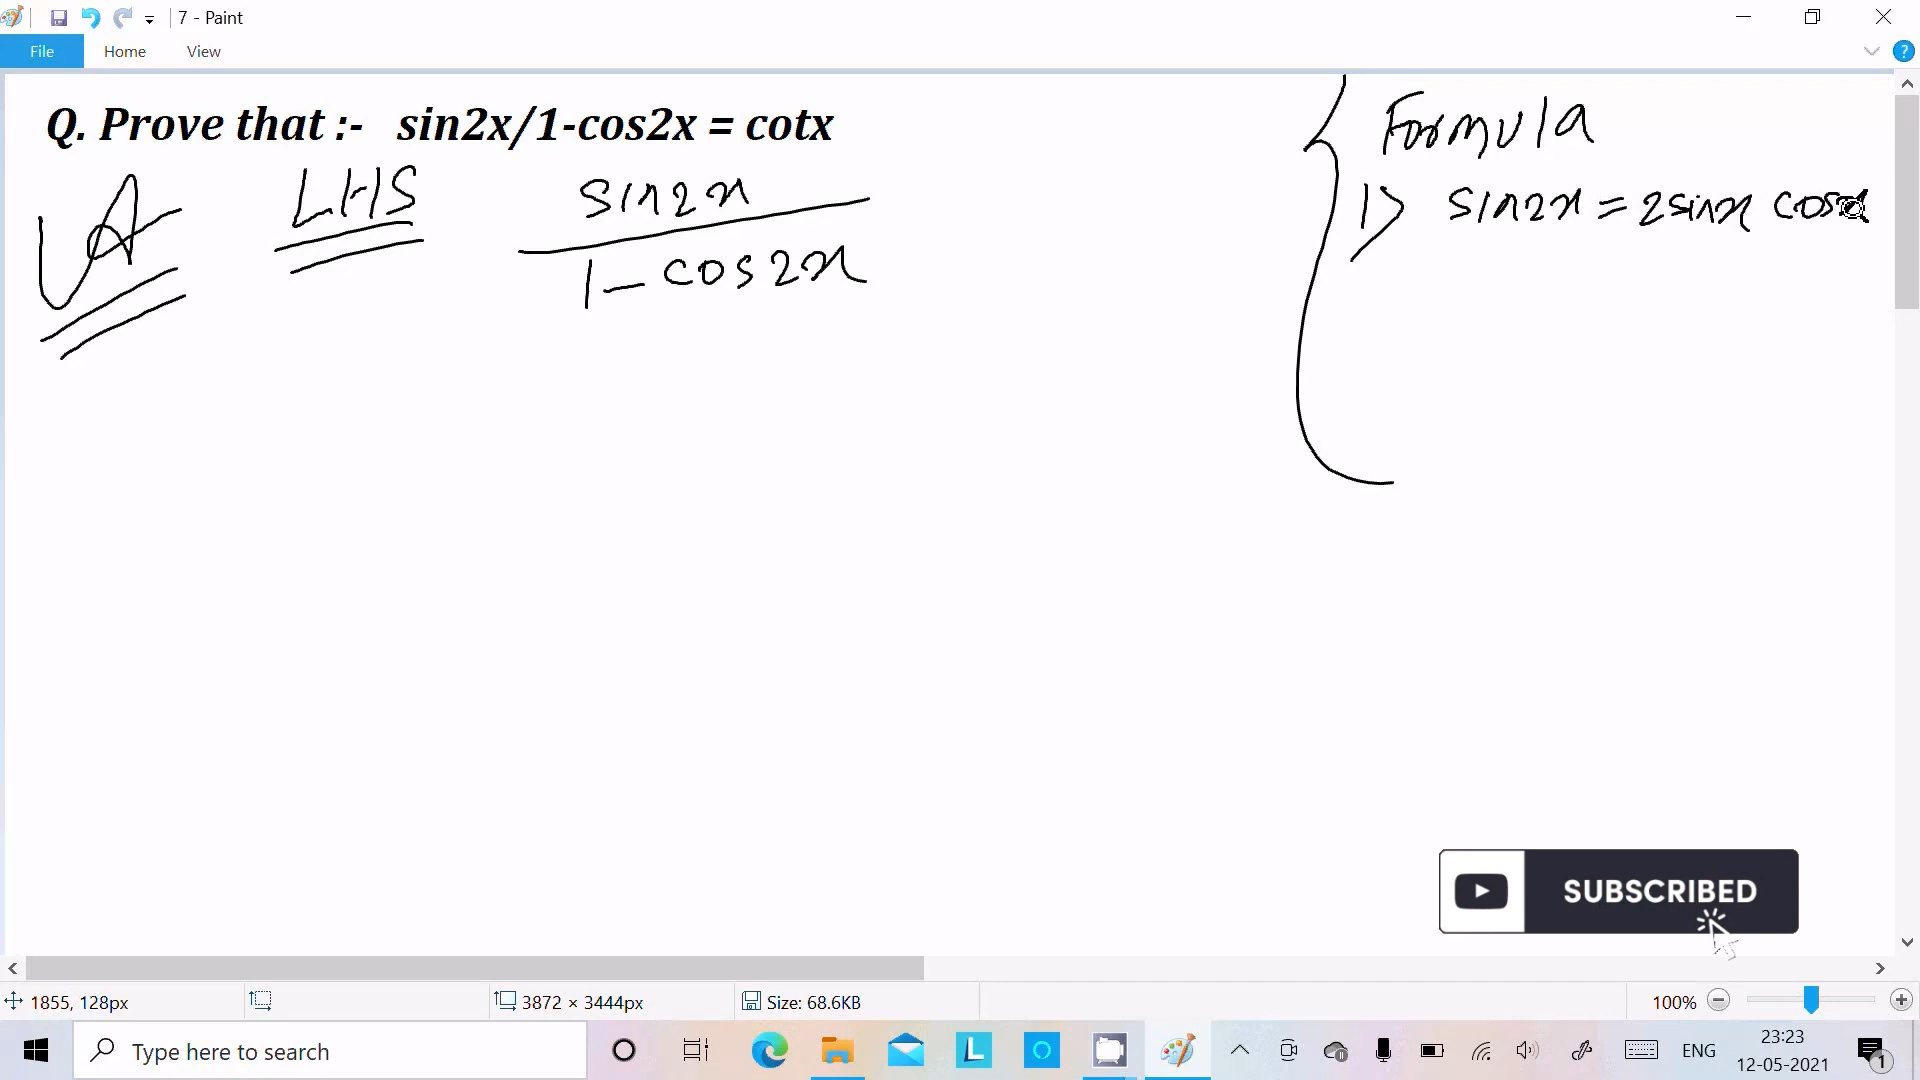 7 - Paint
File Home View
Q. Prove that :- sin2x/1-cos2x = cotx
LHS
sin2x
1-cos2x
Formula
1> sin2x = 2sinx cosx
SUBSCRIBED
1855, 128px
3872 × 3444px
Size: 68.6KB
100%
Type here to search
L
ENG
23:23
12-05-2021
1